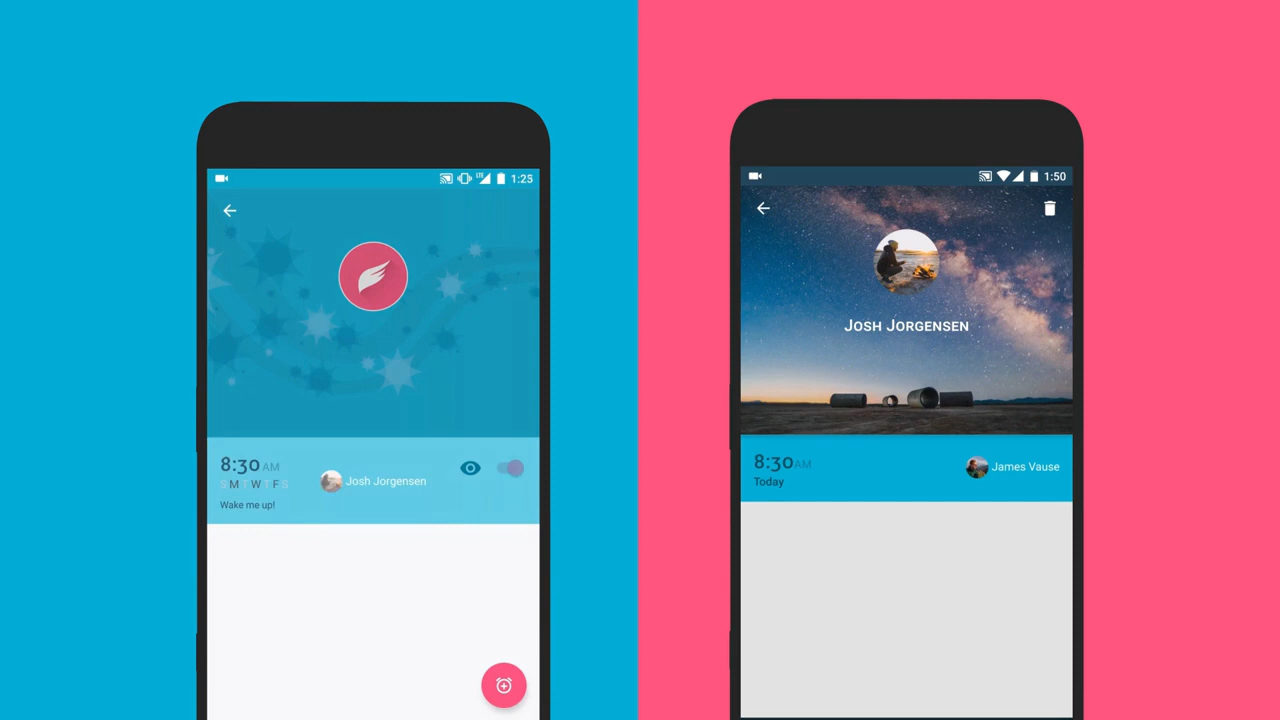 LTE 1:25
8:30 AM
S M T W T F S
Josh Jorgensen
Wake me up!
1:50
Josh Jorgensen
8:30 AM
Today
James Vause